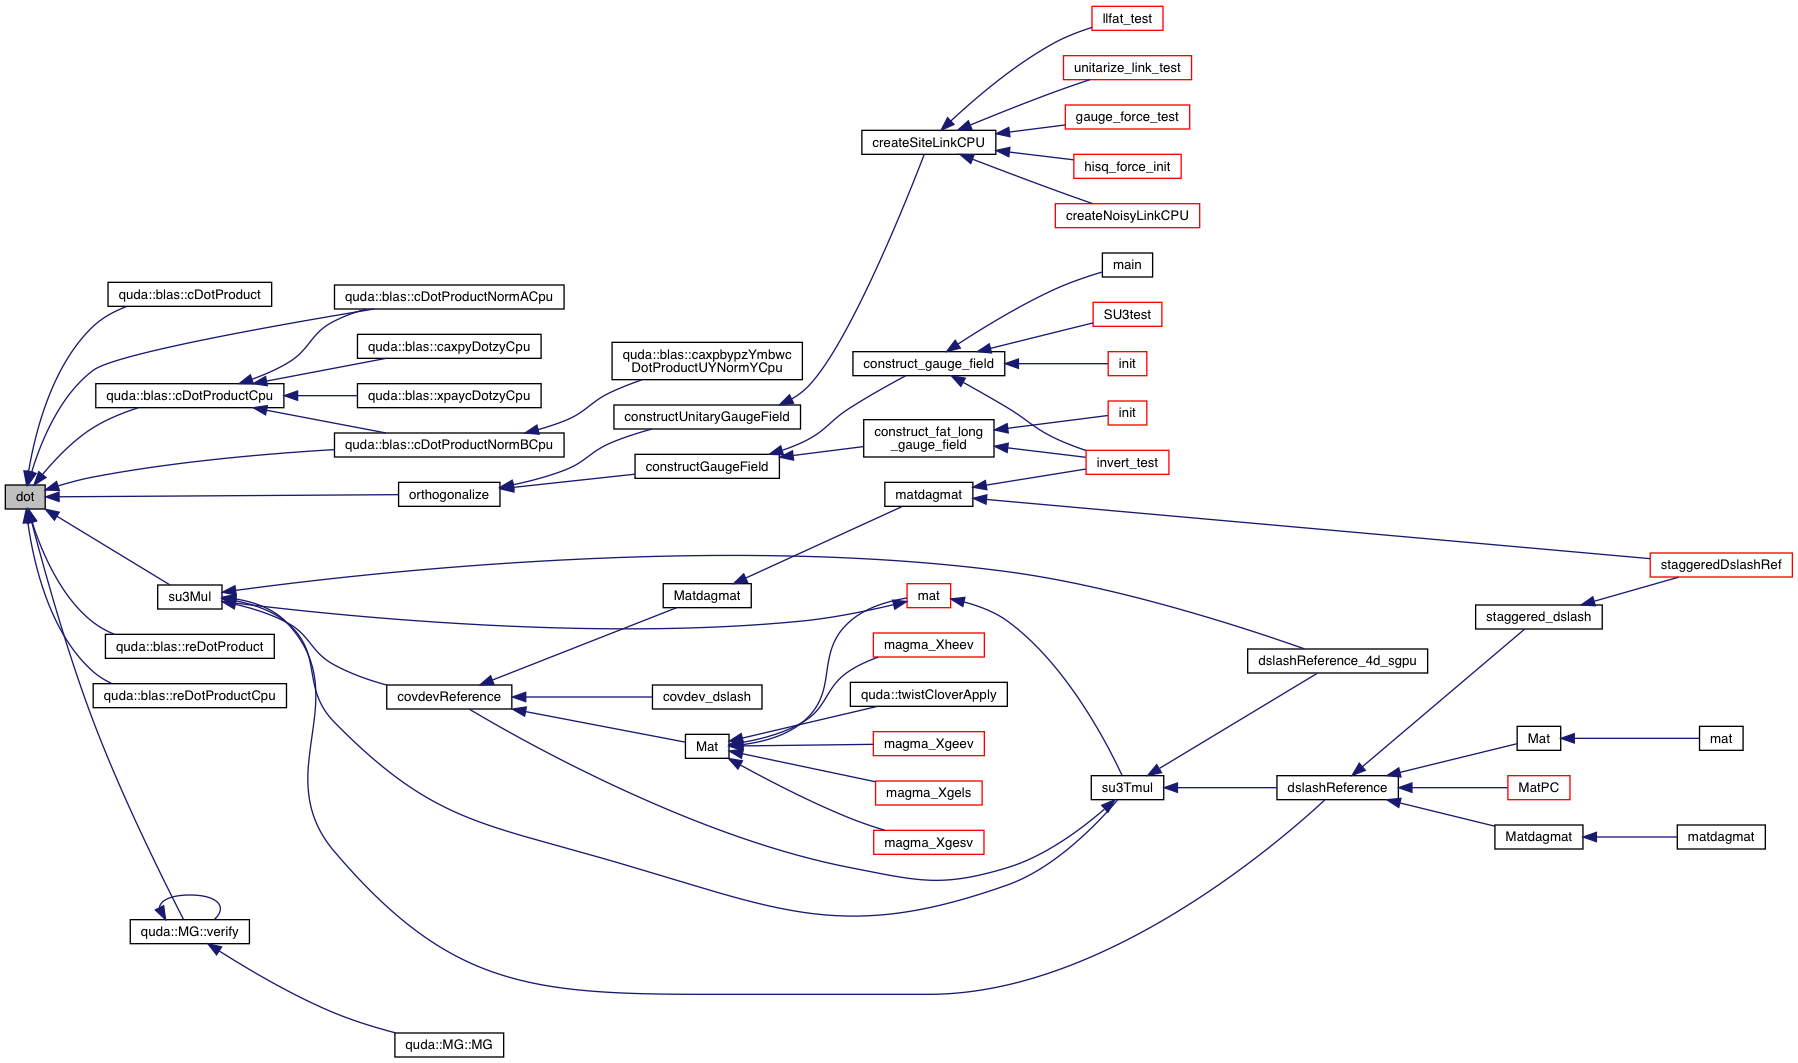 llfat_test
unitarize_link_test
gauge_force_test
createSiteLinkCPU
hisq_force_init
createNoisyLinkCPU
main
quda::blas::cDotProduct
quda::blas::cDotProductNormACpu
SU3test
quda::blas::caxpyDotzyCpu
quda::blas::caxpbypzYmbwc
DotProductUYNormYCpu
construct_gauge_field
init
quda::blas::cDotProductCpu
quda::blas::xpaycDotzyCpu
constructUnitaryGaugeField
init
quda::blas::cDotProductNormBCpu
construct_fat_long
_gauge_field
constructGaugeField
invert_test
dot
orthogonalize
matdagmat
staggeredDslashRef
su3Mul
Matdagmat
mat
staggered_dslash
quda::blas::reDotProduct
magma_Xheev
dslashReference_4d_sgpu
quda::blas::reDotProductCpu
covdevReference
covdev_dslash
quda::twistCloverApply
Mat
magma_Xgeev
Mat
mat
magma_Xgels
su3Tmul
dslashReference
MatPC
magma_Xgesv
Matdagmat
matdagmat
quda::MG::verify
quda::MG::MG